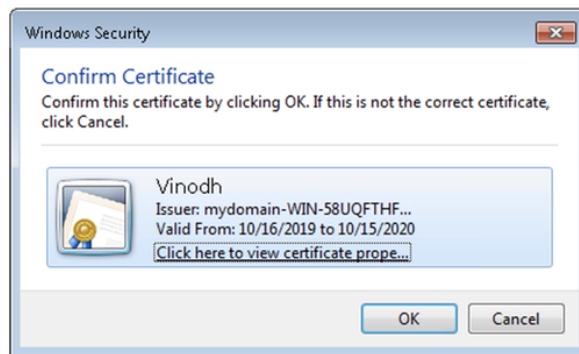 Windows Security
Confirm Certificate
Confirm this certificate by clicking OK. If this is not the correct certificate,
click Cancel.
Vinodh
Issuer: mydomain-WIN-58UQFTHF...
Valid From: 10/16/2019 to 10/15/2020
Click here to view certificate prope...
OK
Cancel